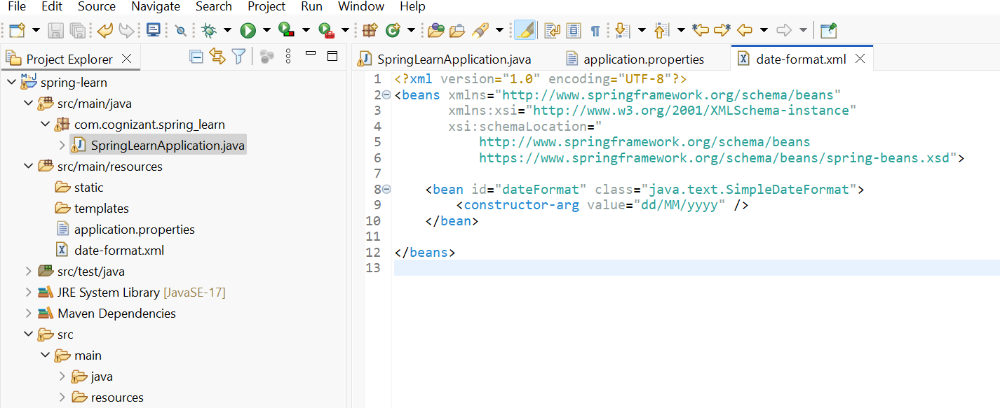 File Edit Source Navigate Search Project Run Window Help
Project Explorer
spring-learn
src/main/java
com.cognizant.spring_learn
SpringLearnApplication.java
src/main/resources
static
templates
application.properties
date-format.xml
src/test/java
JRE System Library [JavaSE-17]
Maven Dependencies
src
main
java
resources
SpringLearnApplication.java application.properties date-format.xml
1 <?xml version="1.0" encoding="UTF-8"?>
2 <beans xmlns="http://www.springframework.org/schema/beans"
3 xmlns:xsi="http://www.w3.org/2001/XMLSchema-instance"
4 xsi:schemaLocation="
5 http://www.springframework.org/schema/beans
6 https://www.springframework.org/schema/beans/spring-beans.xsd">
7
8 <bean id="dateFormat" class="java.text.SimpleDateFormat">
9 <constructor-arg value="dd/MM/yyyy" />
10 </bean>
11
12 </beans>
13